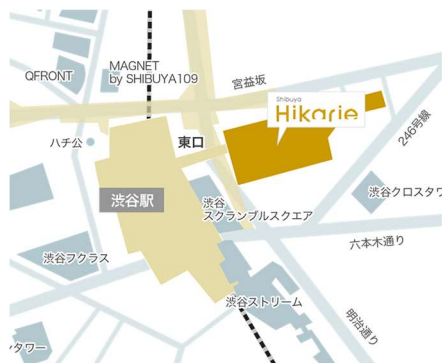 QFRONT
MAGNET
by SHIBUYA109
宮益坂
Shibuya
Hikarie
ハチ公
東口
246号線
渋谷駅
渋谷
スクランブルスクエア
渋谷クロスタワ
六本木通り
渋谷フクラス
渋谷ストリーム
明治通り
ンタワー